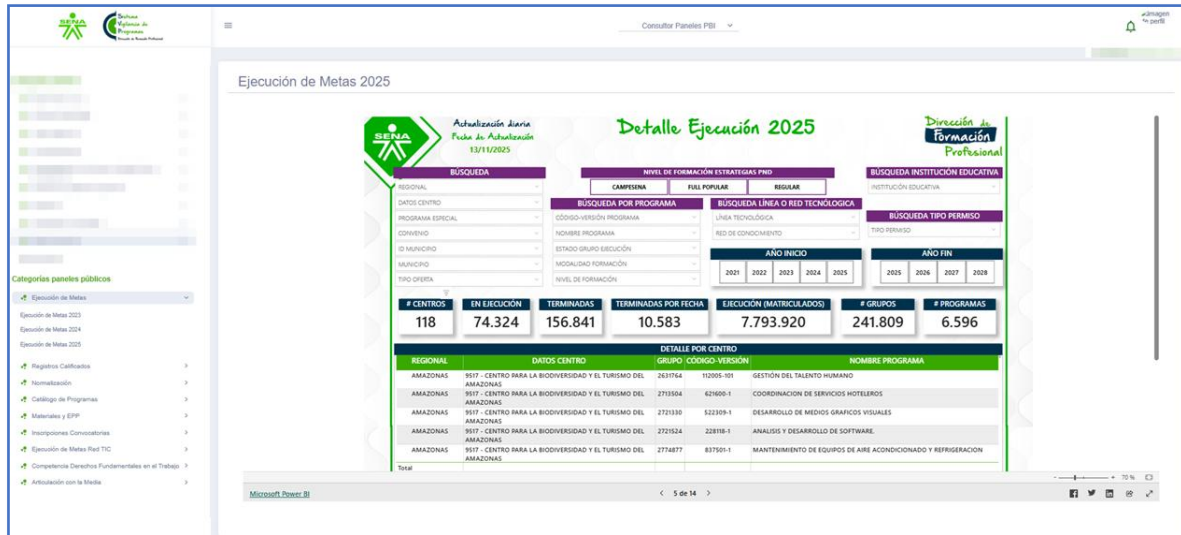 SENA
Sistema
Vigilancia de
Programas
Dirección de Formación Profesional
Consultor Paneles PBI
Imagen
perfil
Ejecución de Metas 2025
Categorías paneles públicos
Ejecución de Metas
Ejecución de Metas 2023
Ejecución de Metas 2024
Ejecución de Metas 2025
Registros Calificados
Normalización
Catálogo de Programas
Materiales y EPP
Inscripciones Convocatorias
Ejecución de Metas Red TIC
Competencia Derechos Fundamentales en el Trabajo
Articulación con la Media
SENA
Actualización diaria
Fecha de Actualización
13/11/2025
Detalle Ejecución 2025
Dirección de
Formación
Profesional
BÚSQUEDA
REGIONAL
DATOS CENTRO
PROGRAMA ESPECIAL
CONVENIO
ID MUNICIPIO
MUNICIPIO
TIPO OFERTA
NIVEL DE FORMACIÓN ESTRATEGIAS PND
CAMPESENA FULL POPULAR REGULAR
BÚSQUEDA POR PROGRAMA
CÓDIGO-VERSIÓN PROGRAMA
NOMBRE PROGRAMA
ESTADO GRUPO EJECUCIÓN
MODALIDAD FORMACIÓN
NIVEL DE FORMACIÓN
BÚSQUEDA LÍNEA O RED TECNÓLOGICA
LÍNEA TECNOLÓGICA
RED DE CONOCIMIENTO
AÑO INICIO
2021 2022 2023 2024 2025
BÚSQUEDA INSTITUCIÓN EDUCATIVA
INSTITUCIÓN EDUCATIVA
BÚSQUEDA TIPO PERMISO
TIPO PERMISO
AÑO FIN
2025 2026 2027 2028
# CENTROS EN EJECUCIÓN TERMINADAS TERMINADAS POR FECHA EJECUCIÓN (MATRICULADOS) # GRUPOS # PROGRAMAS
118 74.324 156.841 10.583 7.793.920 241.809 6.596
DETALLE POR CENTRO
REGIONAL DATOS CENTRO GRUPO CÓDIGO-VERSIÓN NOMBRE PROGRAMA
AMAZONAS 9517 - CENTRO PARA LA BIODIVERSIDAD Y EL TURISMO DEL 2631764 112005-101 GESTIÓN DEL TALENTO HUMANO
AMAZONAS
AMAZONAS 9517 - CENTRO PARA LA BIODIVERSIDAD Y EL TURISMO DEL 2713504 621600-1 COORDINACION DE SERVICIOS HOTELEROS
AMAZONAS
AMAZONAS 9517 - CENTRO PARA LA BIODIVERSIDAD Y EL TURISMO DEL 2721330 522309-1 DESARROLLO DE MEDIOS GRAFICOS VISUALES
AMAZONAS
AMAZONAS 9517 - CENTRO PARA LA BIODIVERSIDAD Y EL TURISMO DEL 2721524 228118-1 ANALISIS Y DESARROLLO DE SOFTWARE.
AMAZONAS
AMAZONAS 9517 - CENTRO PARA LA BIODIVERSIDAD Y EL TURISMO DEL 2774877 837501-1 MANTENIMIENTO DE EQUIPOS DE AIRE ACONDICIONADO Y REFRIGERACION
AMAZONAS
Total
- + 70 %
Microsoft Power BI
5 de 14